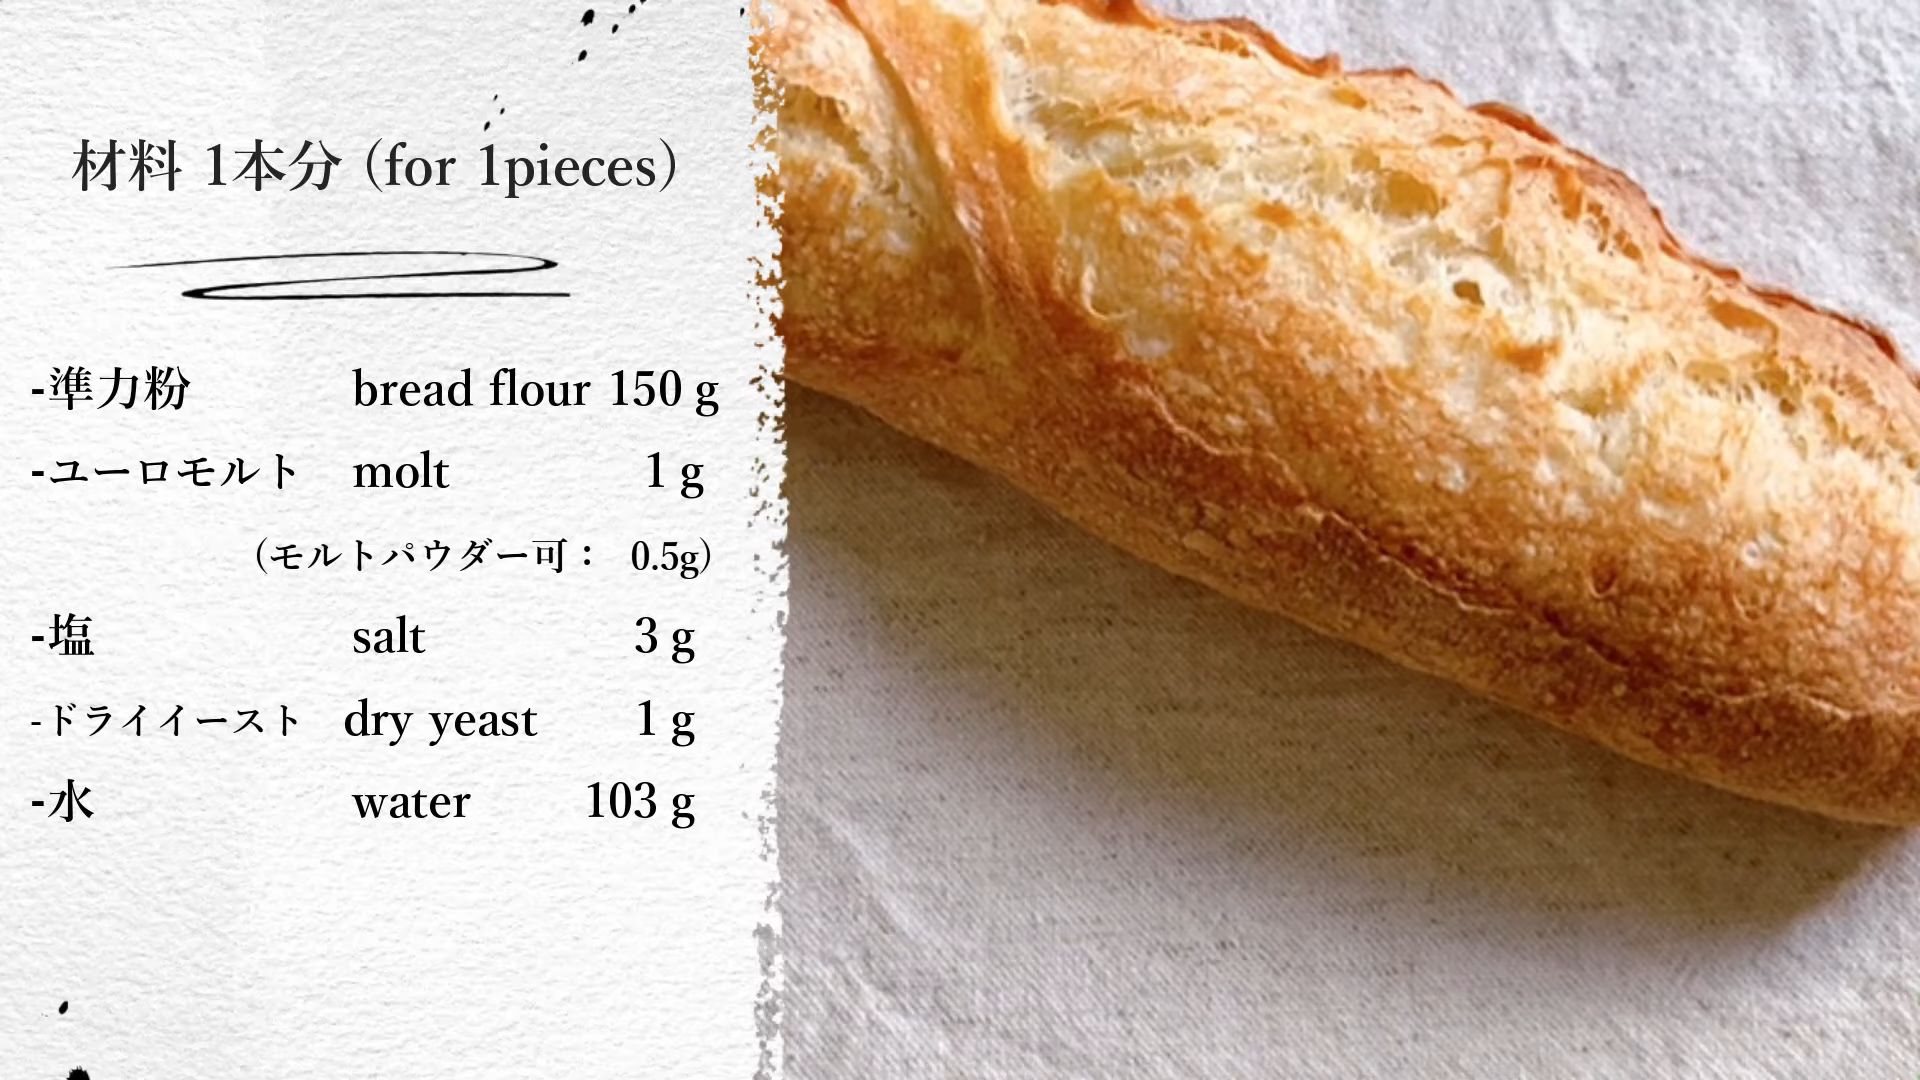 材料 1本分 (for 1pieces)
-準力粉 bread flour 150 g
-ユーロモルト molt 1 g
(モルトパウダー可： 0.5g)
-塩 salt 3 g
-ドライイースト dry yeast 1 g
-水 water 103 g